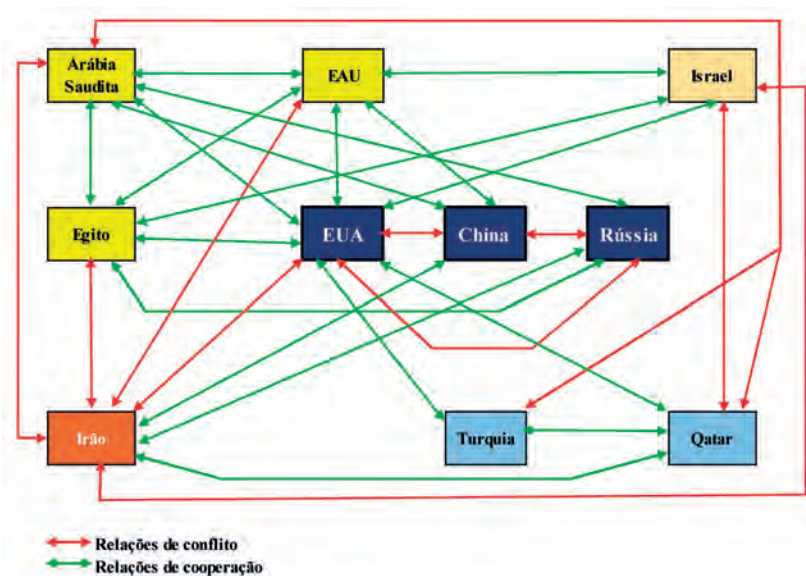 Arábia
Saudita
EAU
Israel
Egito
EUA
China
Rússia
Irão
Turquia
Qatar
Relações de conflito
Relações de cooperação